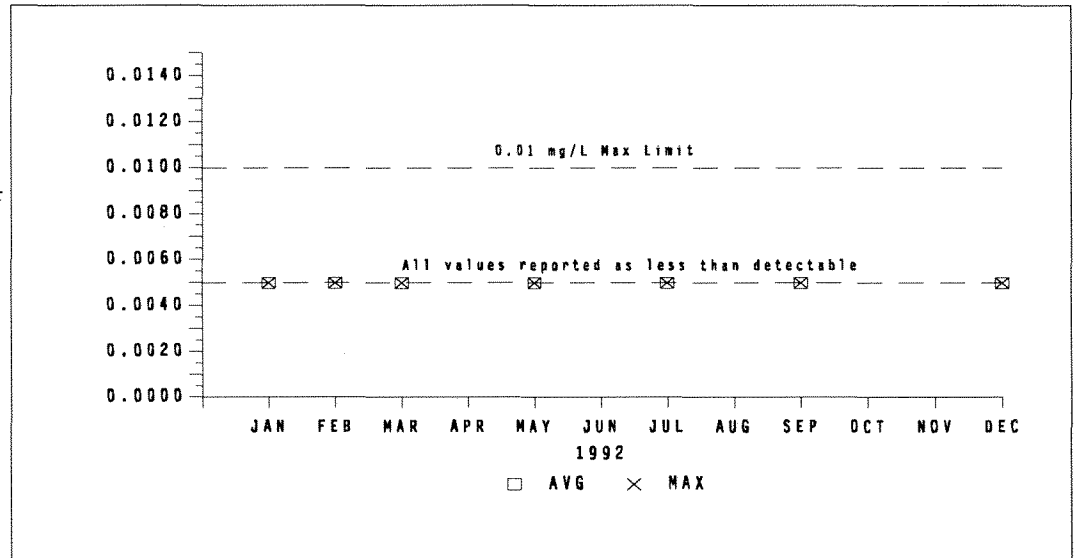 0.0140
0.0120
0.01 mg/L Max Limit
0.0100
0.0080
0.0060
All values reported as less than detectable
0.0040
0.0020
0.0000
JAN FEB MAR APR MAY JUN JUL AUG SEP OCT NOV DEC
1992
AVG MAX